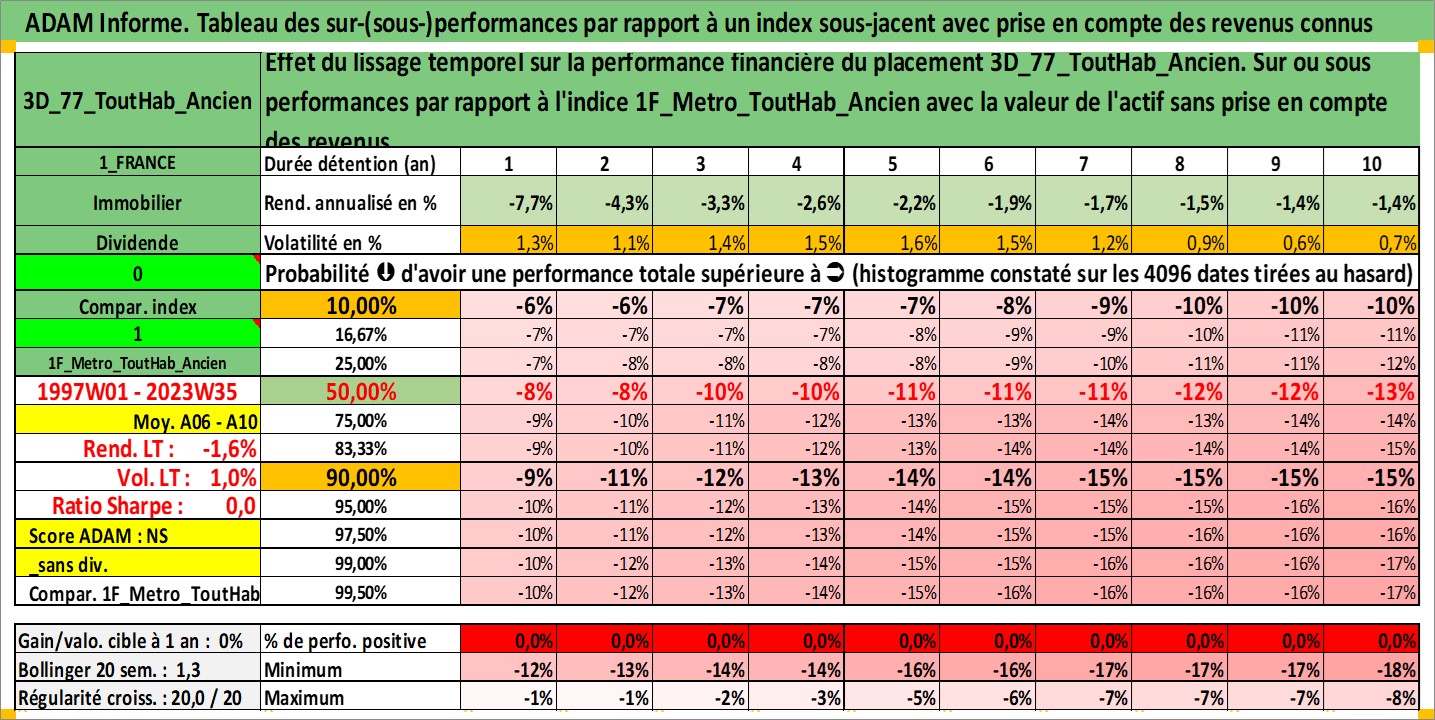 ADAM Informe. Tableau des sur-(sous-)performances par rapport à un index sous-jacent avec prise en compte des revenus connus
3D_77_ToutHab_Ancien
Effet du lissage temporel sur la performance financière du placement 3D_77_ToutHab_Ancien. Sur ou sous
performances par rapport à l'indice 1F_Metro_ToutHab_Ancien avec la valeur de l'actif sans prise en compte
des revenus
1_FRANCE Durée détention (an) 1 2 3 4 5 6 7 8 9 10
Immobilier Rend. annualisé en % -7,7% -4,3% -3,3% -2,6% -2,2% -1,9% -1,7% -1,5% -1,4% -1,4%
Dividende Volatilité en % 1,3% 1,1% 1,4% 1,5% 1,6% 1,5% 1,2% 0,9% 0,6% 0,7%
0 Probabilité d'avoir une performance totale supérieure à (histogramme constaté sur les 4096 dates tirées au hasard)
Compar. index 10,00% -6% -6% -7% -7% -7% -8% -9% -10% -10% -10%
1 16,67% -7% -7% -7% -7% -8% -9% -9% -10% -11% -11%
1F_Metro_ToutHab_Ancien 25,00% -7% -8% -8% -8% -8% -9% -10% -11% -11% -12%
1997W01 - 2023W35 50,00% -8% -8% -10% -10% -11% -11% -11% -12% -12% -13%
Moy. A06 - A10 75,00% -9% -10% -11% -12% -13% -13% -14% -13% -14% -14%
Rend. LT : -1,6% 83,33% -9% -10% -11% -12% -13% -14% -14% -14% -14% -15%
Vol. LT : 1,0% 90,00% -9% -11% -12% -13% -14% -14% -15% -15% -15% -15%
Ratio Sharpe : 0,0 95,00% -10% -11% -12% -13% -14% -15% -15% -15% -16% -16%
Score ADAM : NS 97,50% -10% -11% -12% -13% -14% -15% -15% -16% -16% -16%
_sans div. 99,00% -10% -12% -13% -14% -14% -15% -16% -16% -16% -17%
Compar. 1F_Metro_ToutHab 99,50% -10% -12% -13% -14% -15% -15% -16% -16% -16% -17%
Gain/valo. cible à 1 an : 0% % de perfo. positive 0,0% 0,0% 0,0% 0,0% 0,0% 0,0% 0,0% 0,0% 0,0% 0,0%
Bollinger 20 sem. : 1,3 Minimum -12% -13% -14% -14% -16% -16% -17% -17% -17% -18%
Régularité croiss. : 20,0 / 20 Maximum -1% -1% -2% -3% -5% -6% -7% -7% -7% -8%